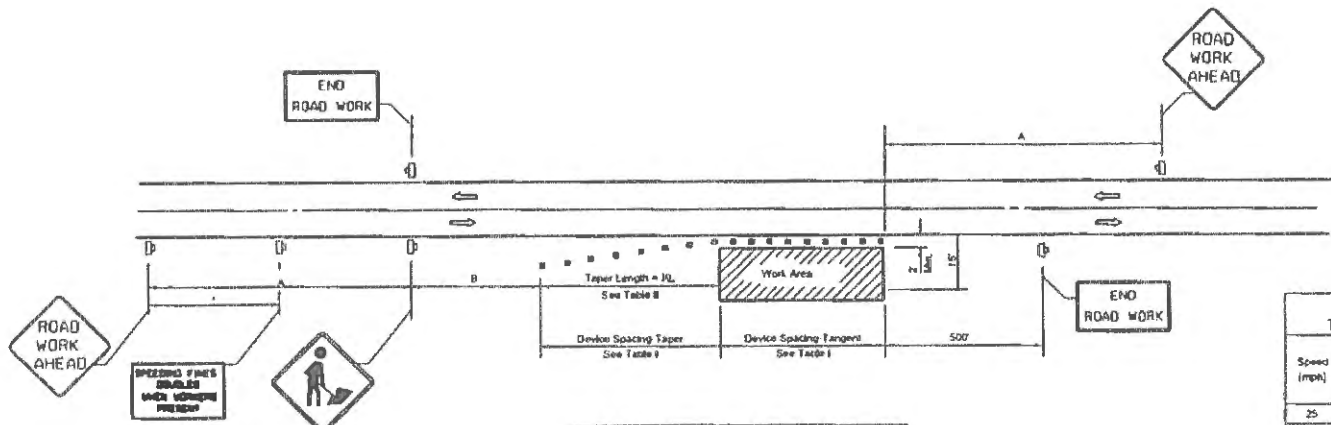 ROAD
WORK
AHEAD
END
ROAD WORK
A
B
Taper Length =
See Table II
Work Area
2'
Min.
15'
ROAD
WORK
AHEAD
SPEEDING FINES
DOUBLED
WHEN WORKERS
PRESENT
Device Spacing Taper
See Table I
Device Spacing Tangent
See Table I
500'
END
ROAD WORK
Speed
(mph)
25